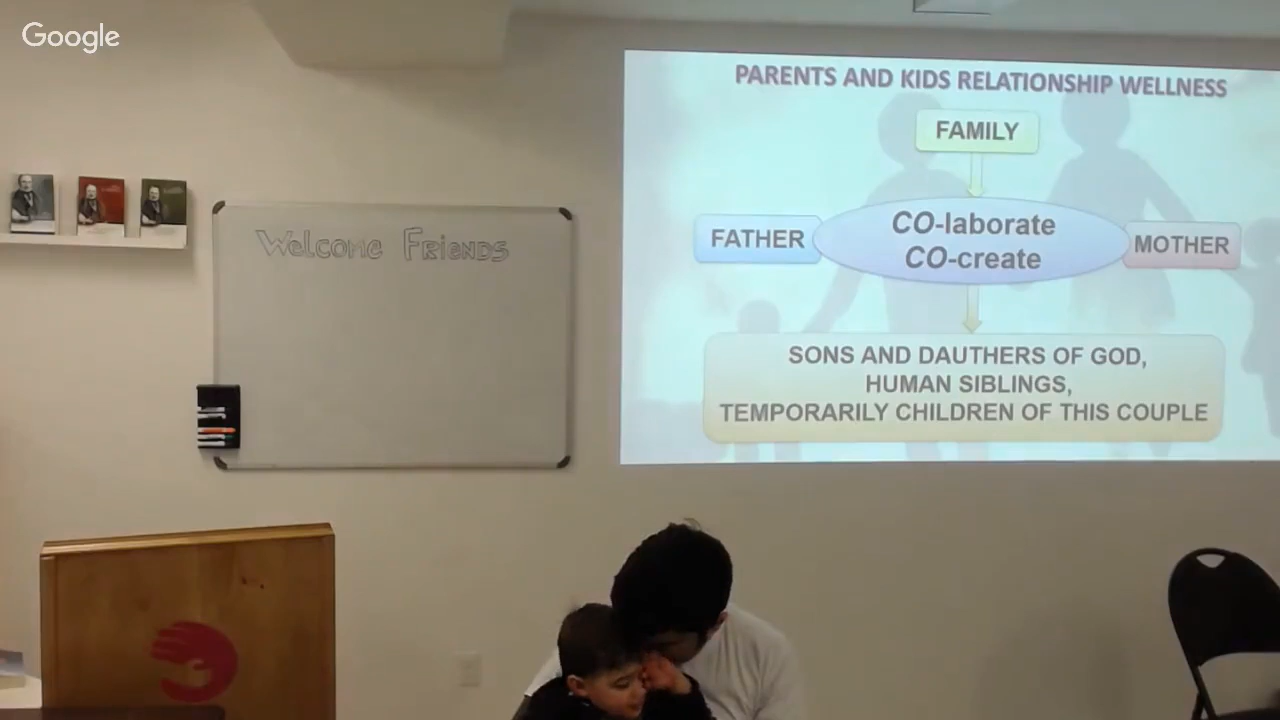 Google
Welcome Friends
PARENTS AND KIDS RELATIONSHIP WELLNESS
FAMILY
FATHER
CO-laborate
CO-create
MOTHER
SONS AND DAUTHERS OF GOD,
HUMAN SIBLINGS,
TEMPORARILY CHILDREN OF THIS COUPLE